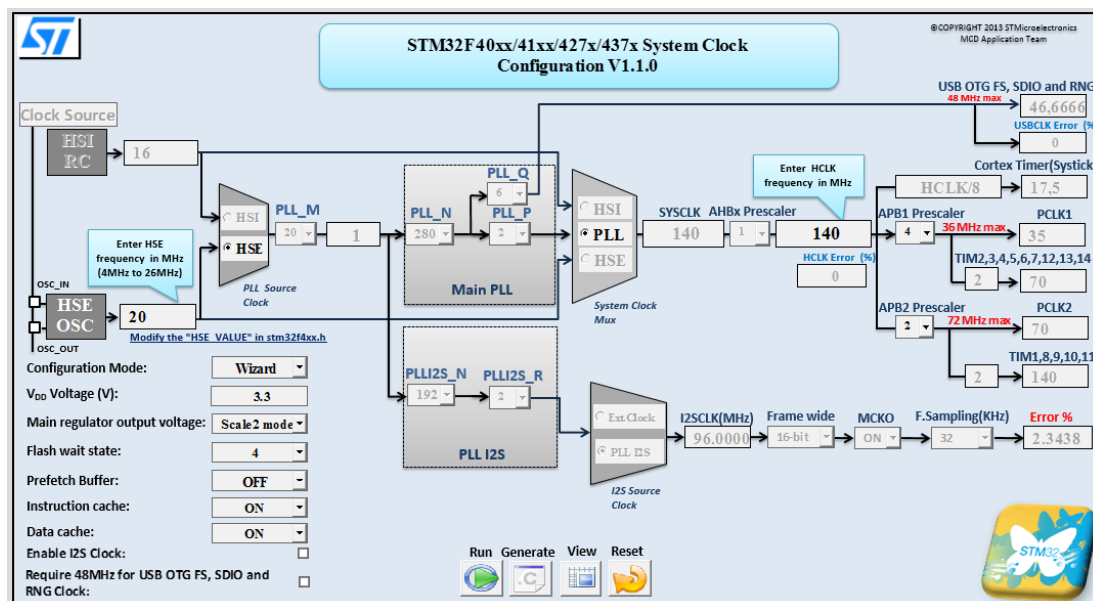 ST
STM32F40xx/41xx/427x/437x System Clock
Configuration V1.1.0
©COPYRIGHT 2013 STMicroelectronics
MCD Application Team
USB OTG FS, SDIO and RNG
48 MHz max
46,6666
USBCLK Error (%
0
Clock Source
HSI
RC
16
Enter HSE
frequency in MHz
(4MHz to 26MHz)
OSC_IN
HSE
OSC
20
OSC_OUT
Modify the "HSE_VALUE" in stm32f4xx.h
HSI
HSE
PLL Source
Clock
PLL_M
20
1
PLL_Q
6
PLL_N
PLL_P
280
2
Main PLL
HSI
PLL
HSE
System Clock
Mux
SYSCLK
140
AHBx Prescaler
1
Enter HCLK
frequency in MHz
140
HCLK Error (%)
0
Cortex Timer(Systick
HCLK/8
17,5
APB1 Prescaler
4
36 MHz max
PCLK1
35
TIM2,3,4,5,6,7,12,13,14
2
70
APB2 Prescaler
2
72 MHz max
PCLK2
70
TIM1,8,9,10,11
2
140
PLLI2S_N
PLLI2S_R
192
2
PLL I2S
Ext.Clock
PLL I2S
I2S Source
Clock
I2SCLK(MHz)
Frame wide
MCKO
F.Sampling(KHz)
Error %
96.0000
16-bit
ON
32
2.3438
Configuration Mode:
Wizard
VDD Voltage (V):
3.3
Main regulator output voltage:
Scale2 mode
Flash wait state:
4
Prefetch Buffer:
OFF
Instruction cache:
ON
Data cache:
ON
Enable I2S Clock:
Require 48MHz for USB OTG FS, SDIO and
RNG Clock:
Run
Generate
View
Reset
.C
STM32